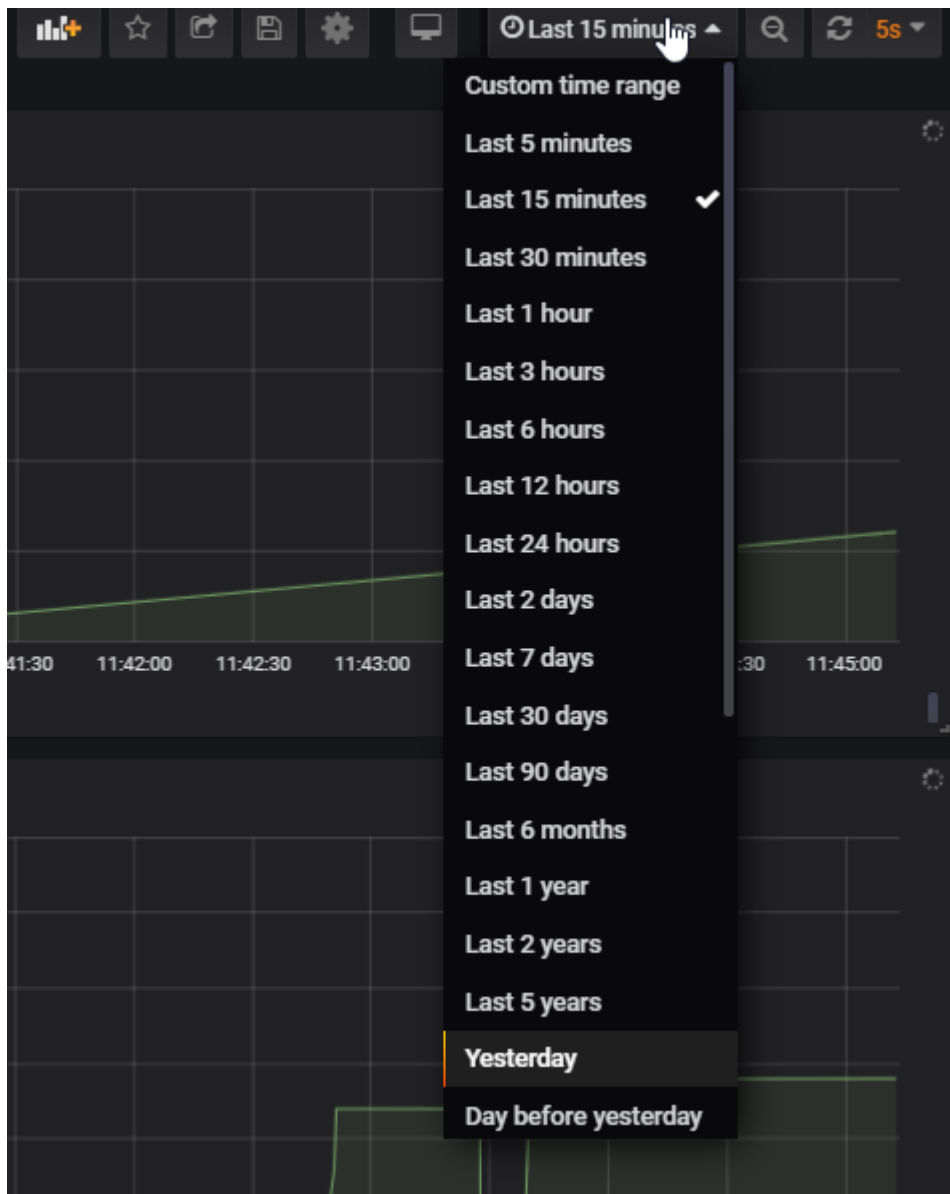 Last 15 minutes
5s
Custom time range
Last 5 minutes
Last 15 minutes
Last 30 minutes
Last 1 hour
Last 3 hours
Last 6 hours
Last 12 hours
Last 24 hours
Last 2 days
Last 7 days
Last 30 days
Last 90 days
Last 6 months
Last 1 year
Last 2 years
Last 5 years
Yesterday
Day before yesterday
41:30 11:42:00 11:42:30 11:43:00 :30 11:45:00